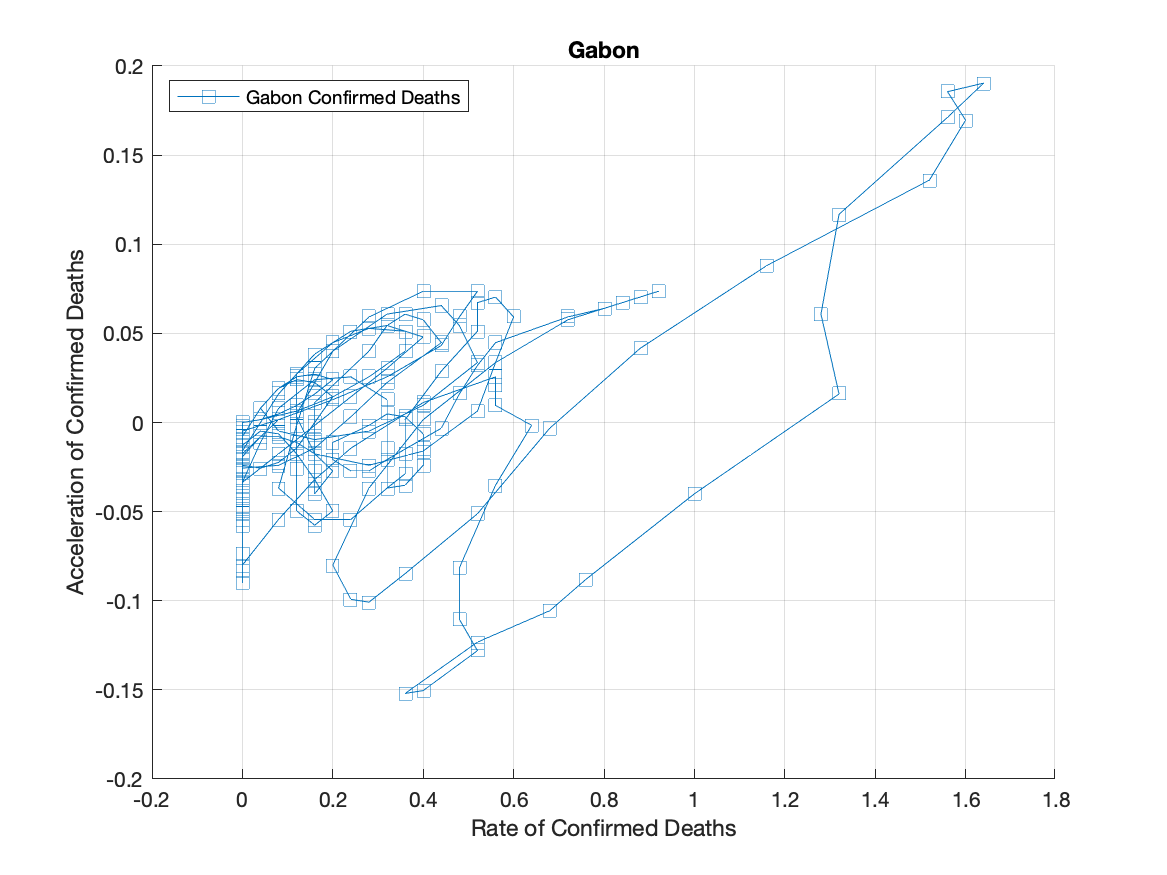 Gabon
Gabon Confirmed Deaths
0.2
0.15
0.1
0.05
0
-0.05
-0.1
-0.15
-0.2
Acceleration of Confirmed Deaths
-0.2 0 0.2 0.4 0.6 0.8 1 1.2 1.4 1.6 1.8
Rate of Confirmed Deaths